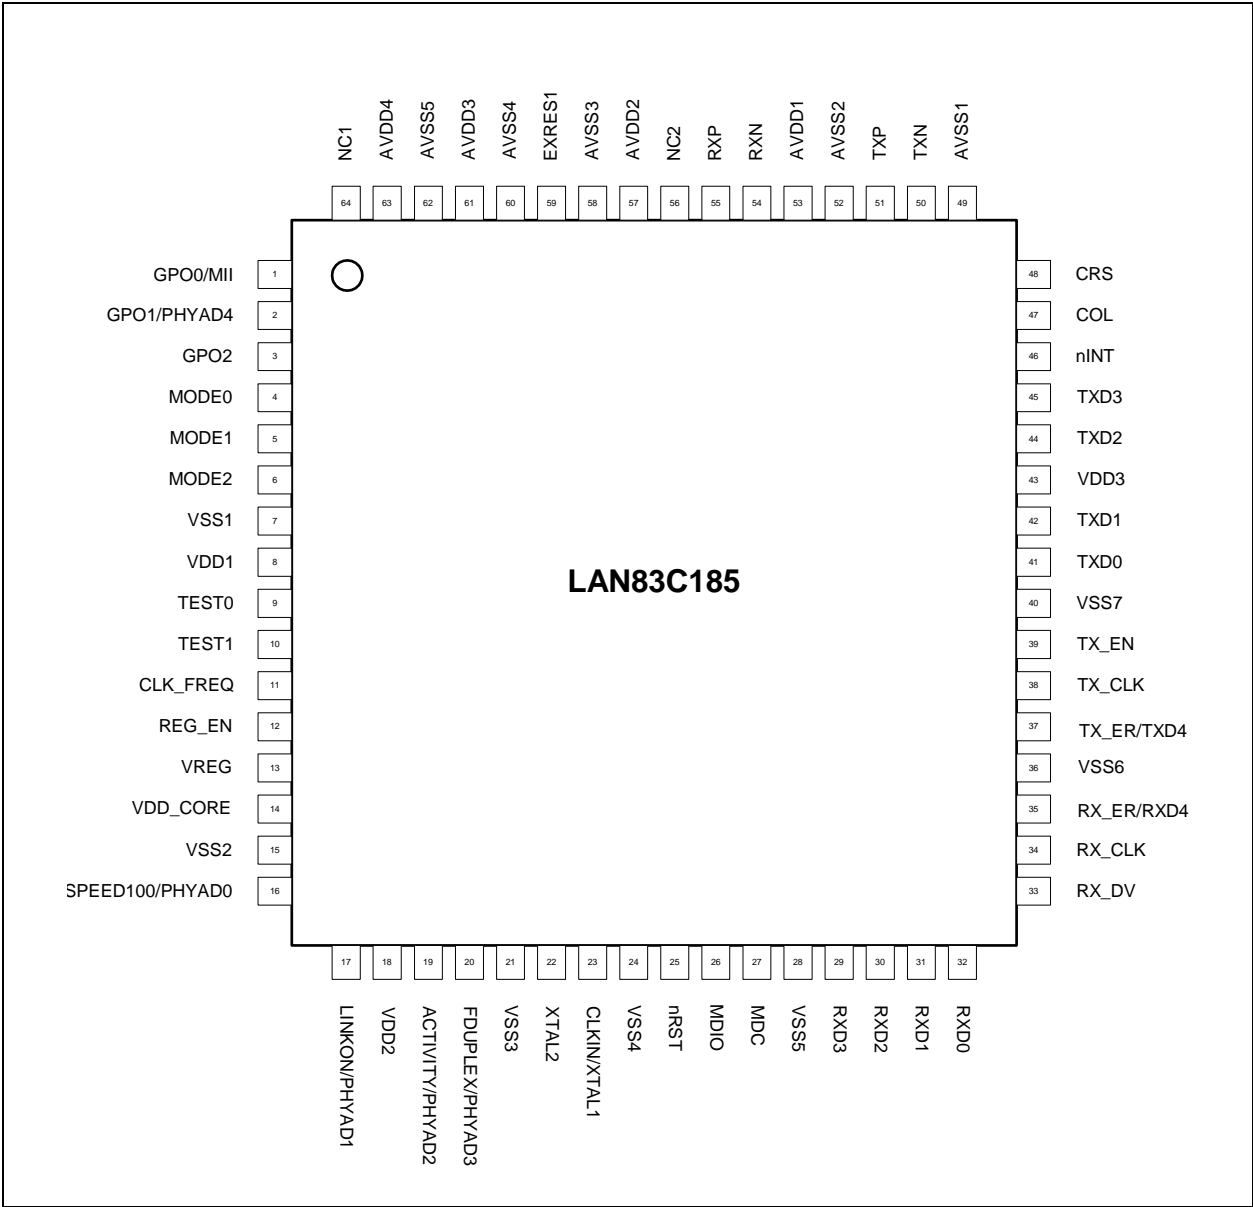 NC1
AVDD4
AVSS5
AVDD3
AVSS4
EXRES1
AVSS3
AVDD2
NC2
RXP
RXN
AVDD1
AVSS2
TXP
TXN
AVSS1
64
63
62
61
60
59
58
57
56
55
54
53
52
51
50
49
GPO0/MII 1
GPO1/PHYAD4 2
GPO2 3
MODE0 4
MODE1 5
MODE2 6
VSS1 7
VDD1 8
TEST0 9
TEST1 10
CLK_FREQ 11
REG_EN 12
VREG 13
VDD_CORE 14
VSS2 15
SPEED100/PHYAD0 16
LAN83C185
48 CRS
47 COL
46 nINT
45 TXD3
44 TXD2
43 VDD3
42 TXD1
41 TXD0
40 VSS7
39 TX_EN
38 TX_CLK
37 TX_ER/TXD4
36 VSS6
35 RX_ER/RXD4
34 RX_CLK
33 RX_DV
17
18
19
20
21
22
23
24
25
26
27
28
29
30
31
32
LINKON/PHYAD1
VDD2
ACTIVITY/PHYAD2
FDUPLEX/PHYAD3
VSS3
XTAL2
CLKIN/XTAL1
VSS4
nRST
MDIO
MDC
VSS5
RXD3
RXD2
RXD1
RXD0